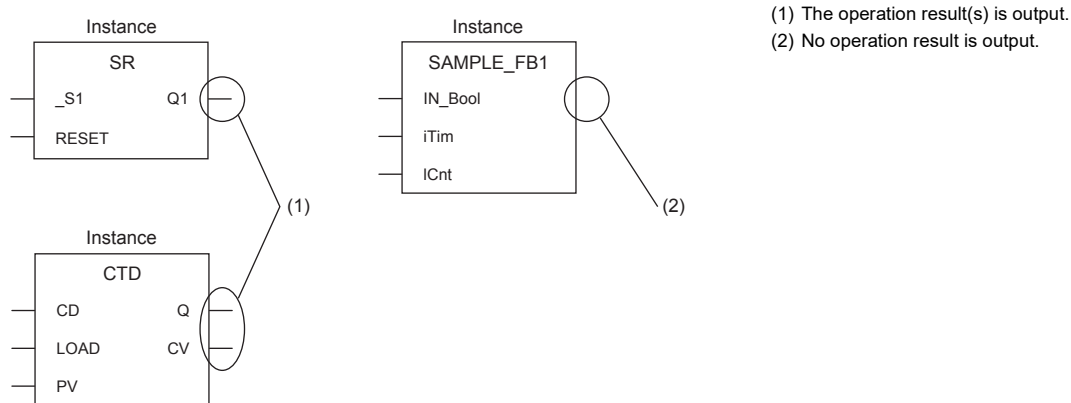 Instance
SR
_S1 Q1
RESET
Instance
SAMPLE_FB1
IN_Bool
iTim
lCnt
(1)
(2)
Instance
CTD
CD Q
LOAD CV
PV
(1) The operation result(s) is output.
(2) No operation result is output.